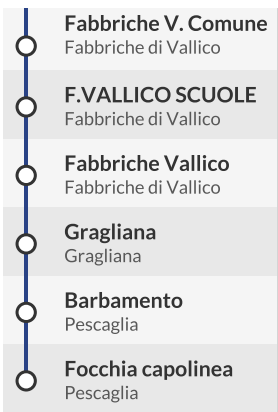 Fabbriche V. Comune
Fabbriche di Vallico
F.VALLICO SCUOLE
Fabbriche di Vallico
Fabbriche Vallico
Fabbriche di Vallico
Gragliana
Gragliana
Barbamento
Pescaglia
Focchia capolinea
Pescaglia